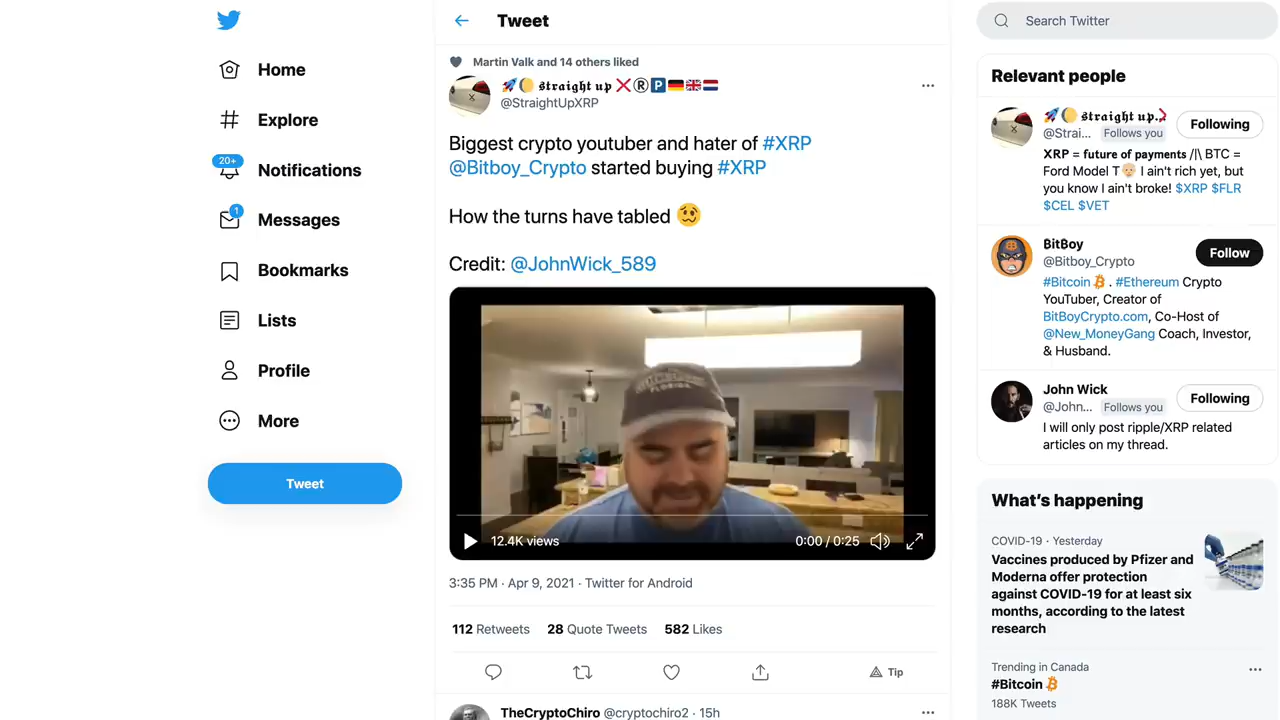 Home
Explore
20+
Notifications
1
Messages
Bookmarks
Lists
Profile
More
Tweet
Tweet
Martin Valk and 14 others liked
🚀🌔 𝖘𝖙𝖗𝖆𝖎𝖌𝖍𝖙 𝖚𝖕 ❌®️🅿️🇩🇪🇬🇧🇳🇱
@StraightUpXRP
Biggest crypto youtuber and hater of #XRP
@Bitboy_Crypto started buying #XRP
How the turns have tabled 🥴
Credit: @JohnWick_589
FLORIDA
12.4K views
0:00 / 0:25
3:35 PM · Apr 9, 2021 · Twitter for Android
112 Retweets 28 Quote Tweets 582 Likes
Tip
TheCryptoChiro @cryptochiro2 · 15h
Search Twitter
Relevant people
🚀🌔 𝖘𝖙𝖗𝖆𝖎𝖌𝖍𝖙 𝖚𝖕..
@Strai... Follows you
Following
XRP = future of payments /|\ BTC =
Ford Model T👴🏼 I ain't rich yet, but
you know I ain't broke! $XRP $FLR
$CEL $VET
BitBoy
@Bitboy_Crypto
Follow
#Bitcoin . #Ethereum Crypto
YouTuber, Creator of
BitBoyCrypto.com, Co-Host of
@New_MoneyGang Coach, Investor,
& Husband.
John Wick
@John... Follows you
Following
I will only post ripple/XRP related
articles on my thread.
What's happening
COVID-19 · Yesterday
Vaccines produced by Pfizer and
Moderna offer protection
against COVID-19 for at least six
months, according to the latest
research
Trending in Canada
#Bitcoin
188K Tweets